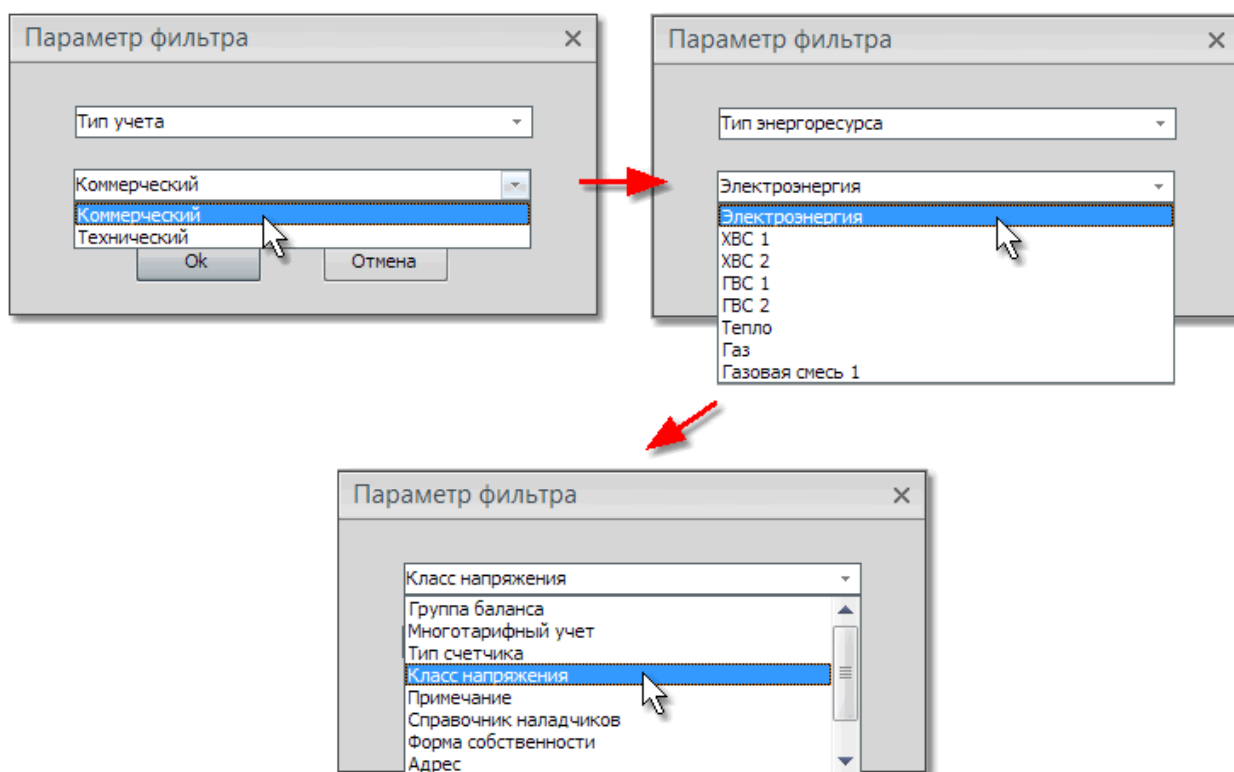 Параметр фильтра
Тип учета
Коммерческий
Коммерческий
Технический
Ok
Отмена
Параметр фильтра
Тип энергоресурса
Электроэнергия
Электроэнергия
ХВС 1
ХВС 2
ГВС 1
ГВС 2
Тепло
Газ
Газовая смесь 1
Параметр фильтра
Класс напряжения
Группа баланса
Многотарифный учет
Тип счетчика
Класс напряжения
Примечание
Справочник наладчиков
Форма собственности
Адрес